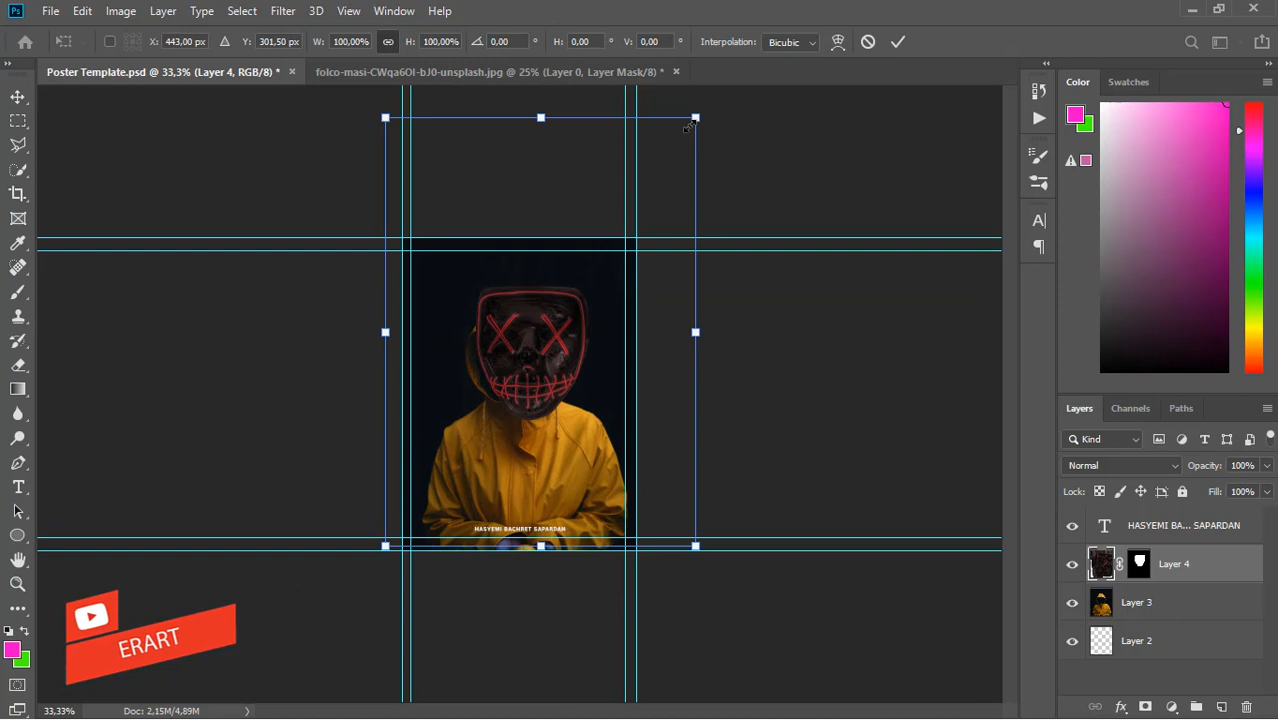 Ps File Edit Image Layer Type Select Filter 3D View Window Help
X: 443,00 px Y: 301,50 px W: 100,00% H: 100,00% 0,00 ° H: 0,00 ° V: 0,00 ° Interpolation: Bicubic
Poster Template.psd @ 33,3% (Layer 4, RGB/8) * × folco-masi-CWqa6OI-bJ0-unsplash.jpg @ 25% (Layer 0, Layer Mask/8) * ×
Color Swatches
HASYEMI BACHRET SAPARDAN
Layers Channels Paths
Kind
Normal Opacity: 100%
Lock: Fill: 100%
T HASYEMI BA... SAPARDAN
Layer 4
Layer 3
Layer 2
ERART
33,33% Doc: 2,15M/4,89M